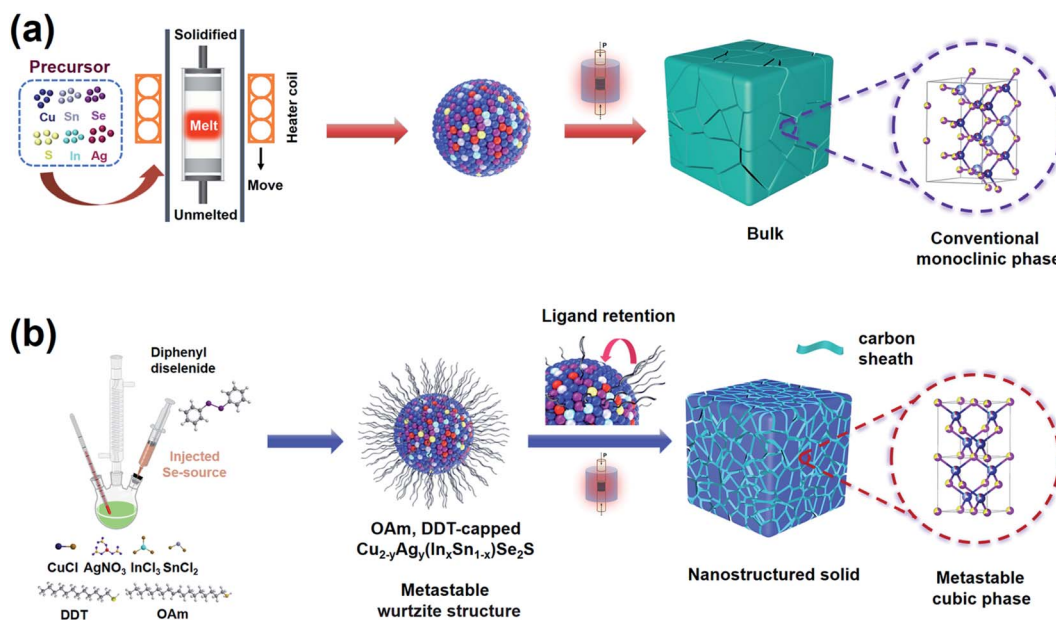 (a)
Precursor
Cu Sn Se
S In Ag
Solidified
Melt
Unmelted
Heater coil
Move
P
Bulk
Conventional
monoclinic phase
(b)
Diphenyl
diselenide
Injected
Se-source
CuCl AgNO3 InCl3 SnCl2
DDT OAm
OAm, DDT-capped
Cu2-yAgy(InxSn1-x)Se2S
Metastable
wurtzite structure
Ligand retention
P
carbon
sheath
Nanostructured solid
Metastable
cubic phase